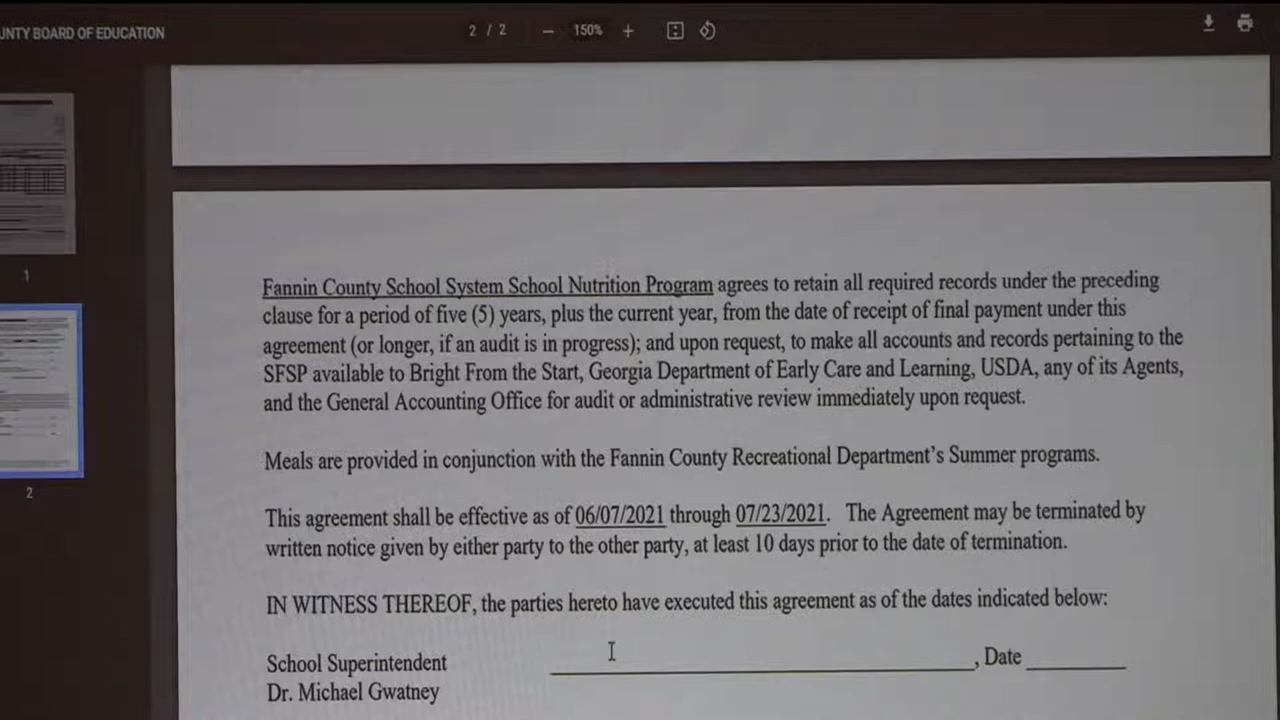 UNTY BOARD OF EDUCATION
2 / 2
150%
1
2
Fannin County School System School Nutrition Program agrees to retain all required records under the preceding
clause for a period of five (5) years, plus the current year, from the date of receipt of final payment under this
agreement (or longer, if an audit is in progress); and upon request, to make all accounts and records pertaining to the
SFSP available to Bright From the Start, Georgia Department of Early Care and Learning, USDA, any of its Agents,
and the General Accounting Office for audit or administrative review immediately upon request.
Meals are provided in conjunction with the Fannin County Recreational Department's Summer programs.
This agreement shall be effective as of 06/07/2021 through 07/23/2021. The Agreement may be terminated by
written notice given by either party to the other party, at least 10 days prior to the date of termination.
IN WITNESS THEREOF, the parties hereto have executed this agreement as of the dates indicated below:
School Superintendent ____________________, Date ________
Dr. Michael Gwatney